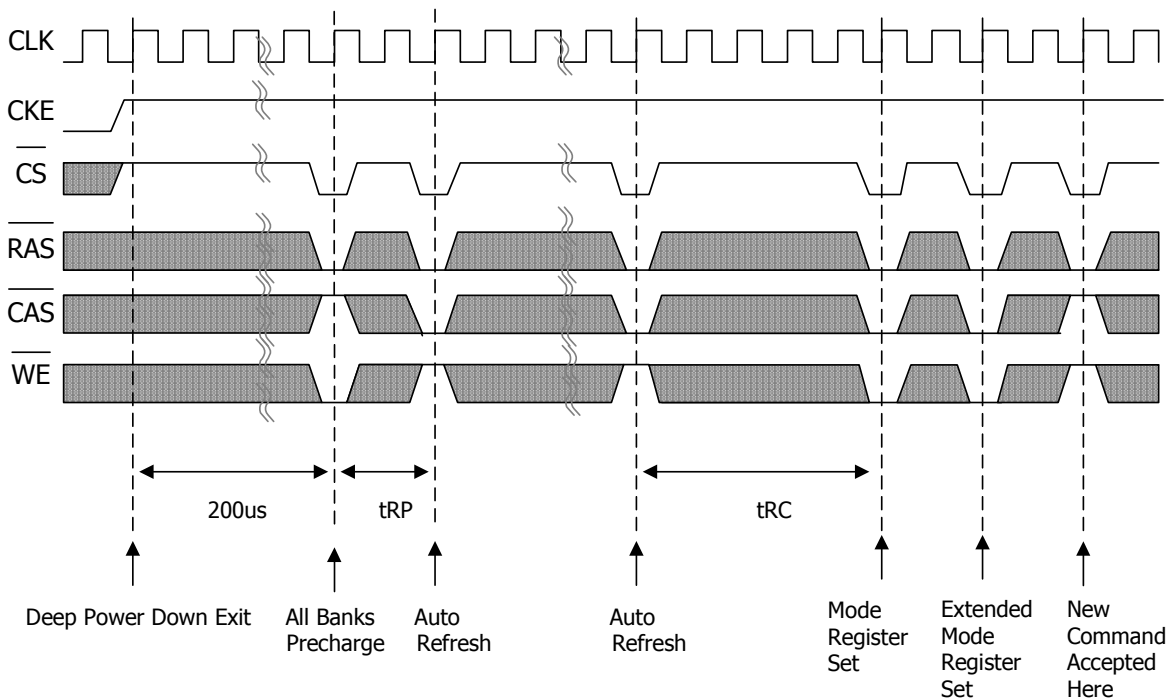 CLK
CKE
CS
RAS
CAS
WE
200us
tRP
tRC
Deep Power Down Exit
All Banks
Precharge
Auto
Refresh
Auto
Refresh
Mode
Register
Set
Extended
Mode
Register
Set
New
Command
Accepted
Here